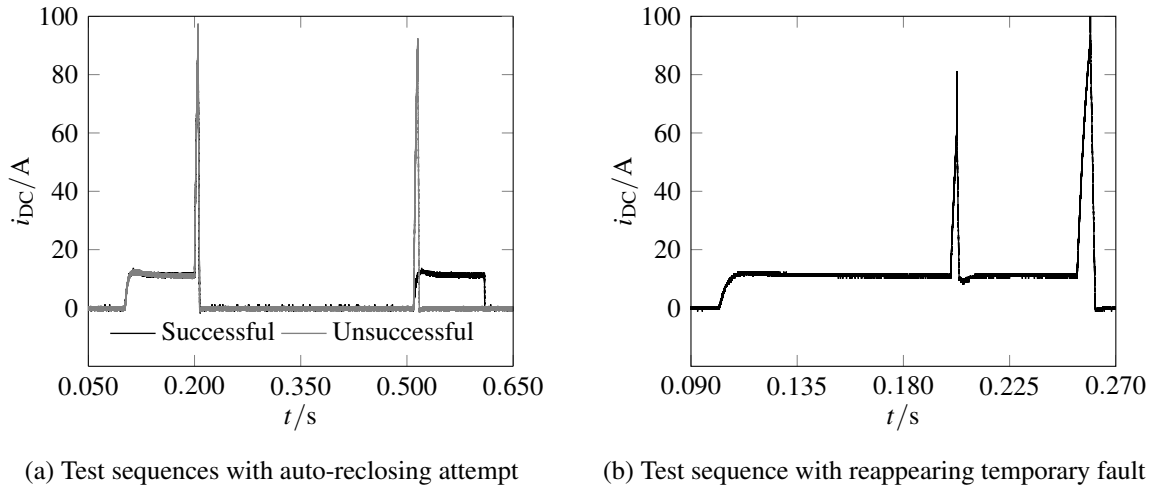 100
80
60
40
20
0
i_DC/A
Successful
Unsuccessful
0.050 0.200 0.350 0.500 0.650
t/s
(a) Test sequences with auto-reclosing attempt
100
80
60
40
20
0
i_DC/A
0.090 0.135 0.180 0.225 0.270
t/s
(b) Test sequence with reappearing temporary fault